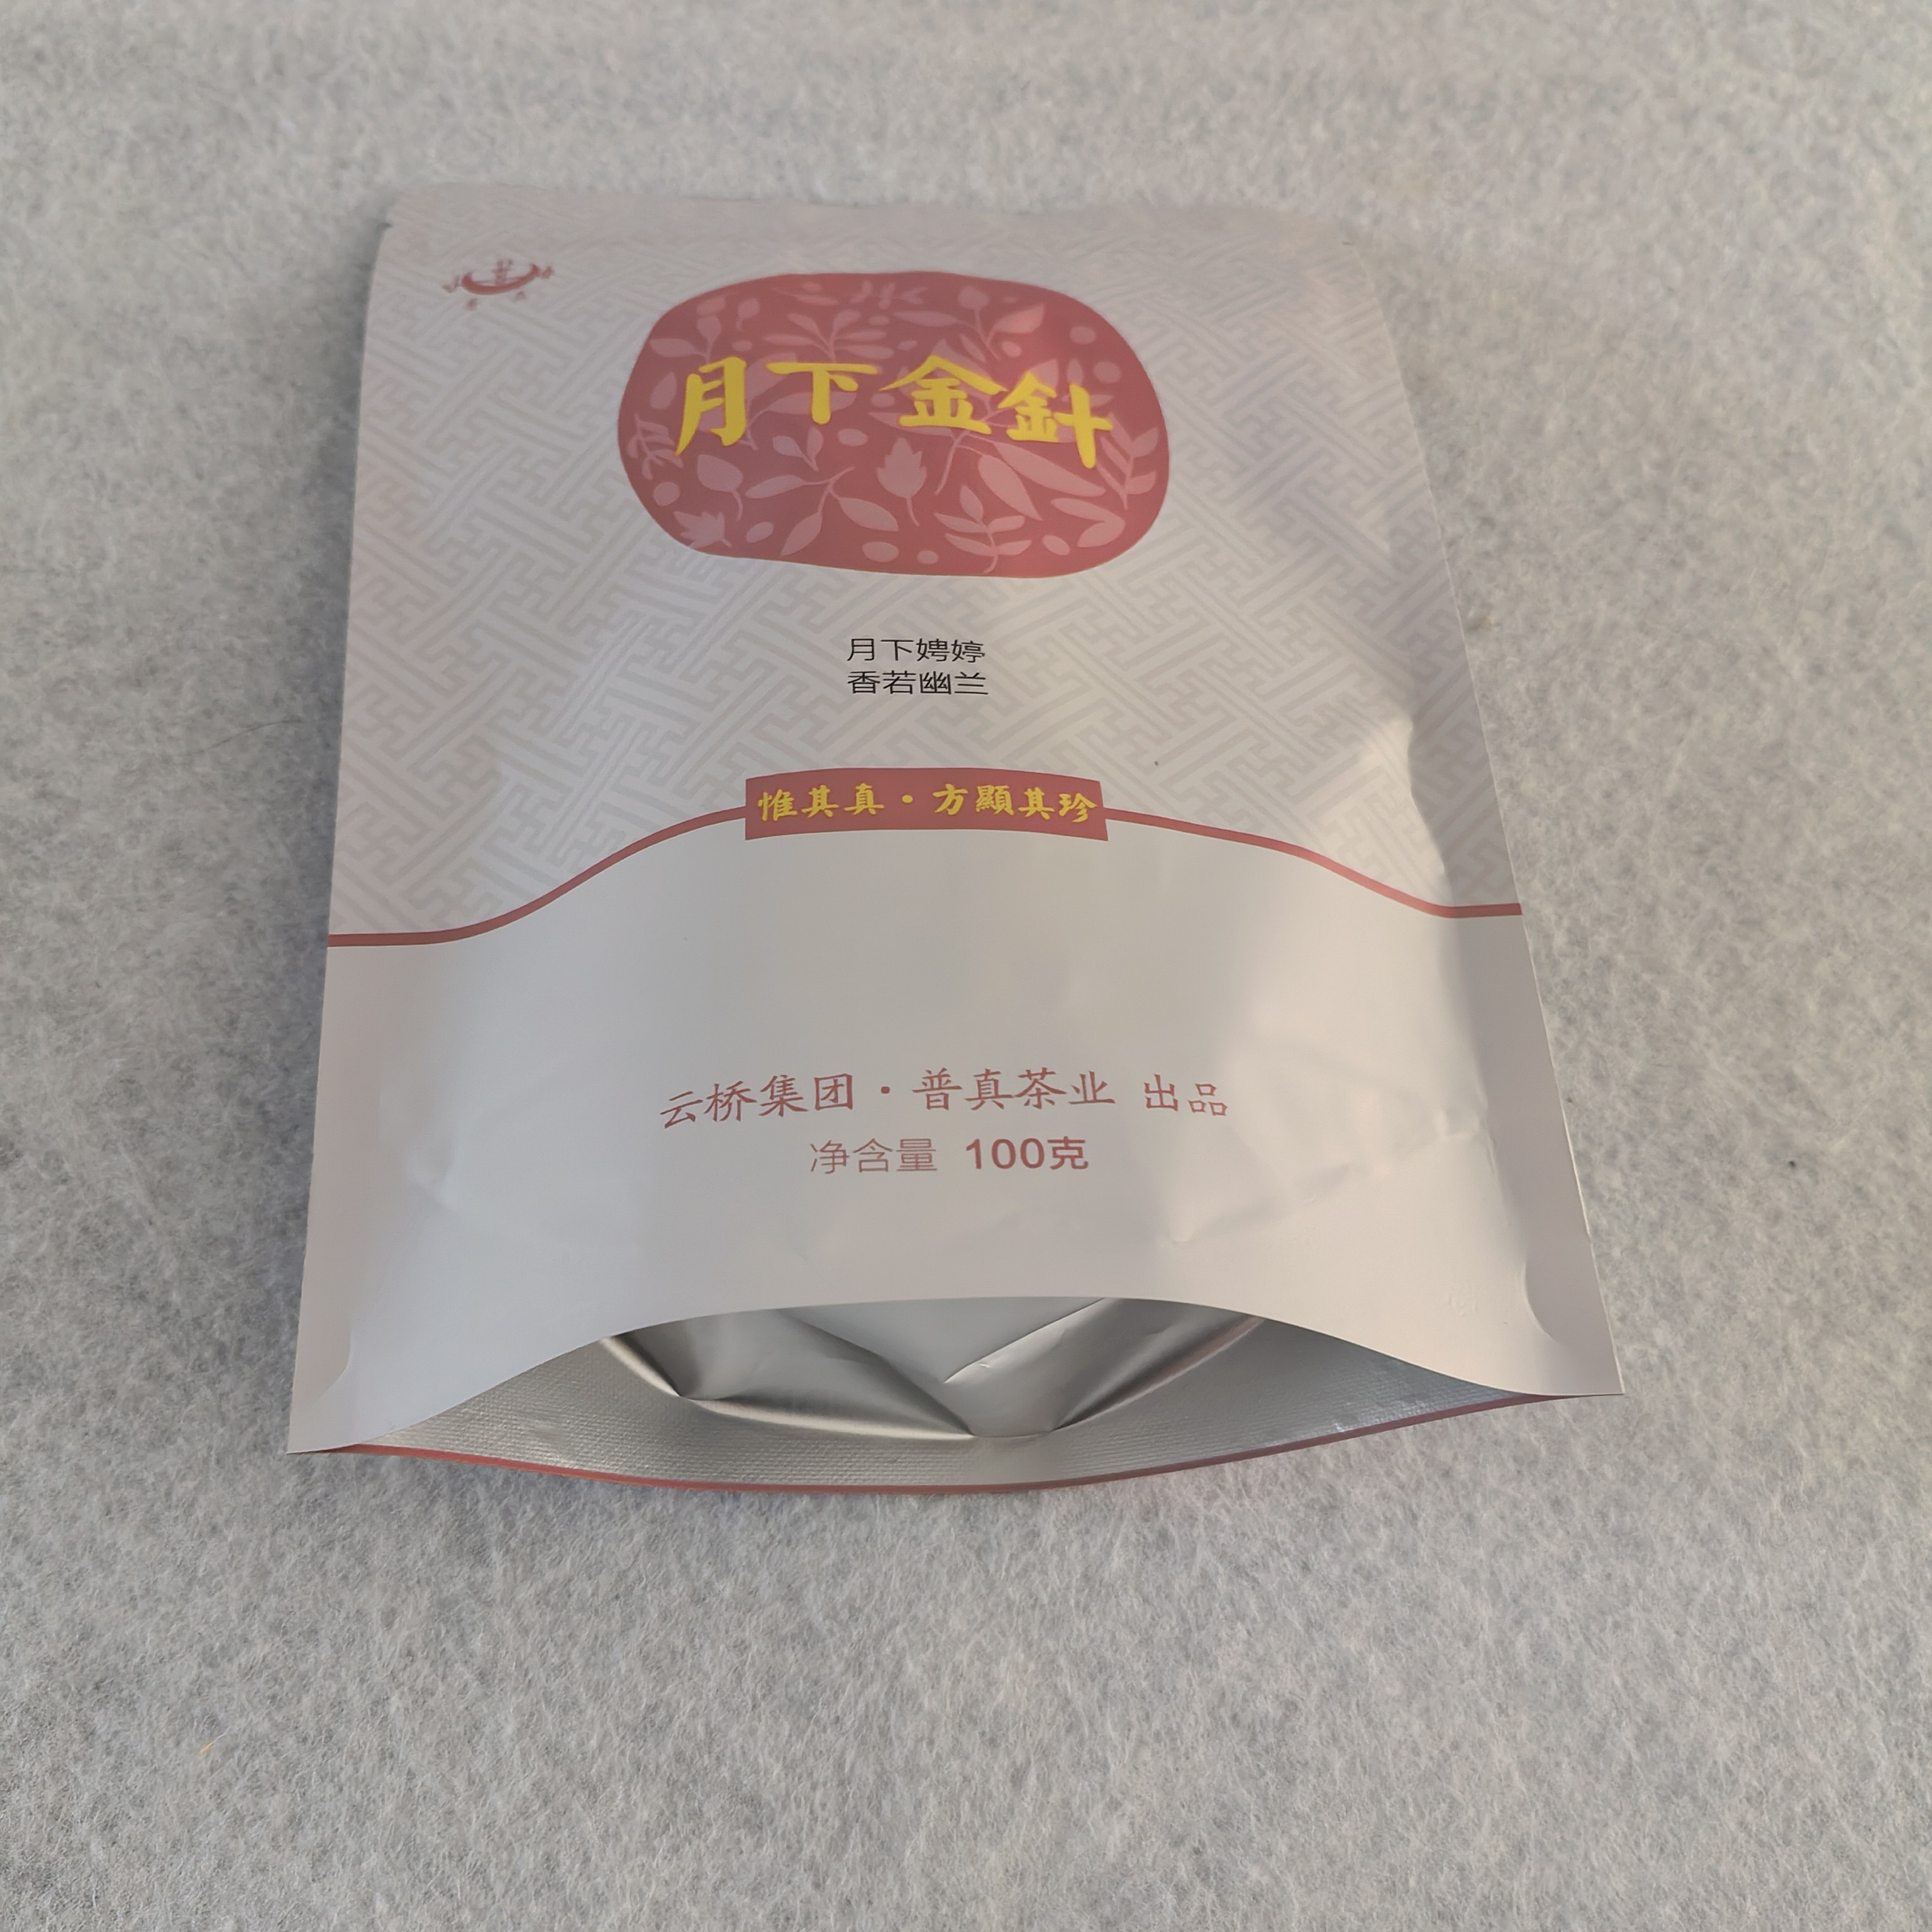 月下金針
月下娉婷
香若幽兰
惟其真·方顯其珍
云桥集团·普真茶业 出品
净含量 100克